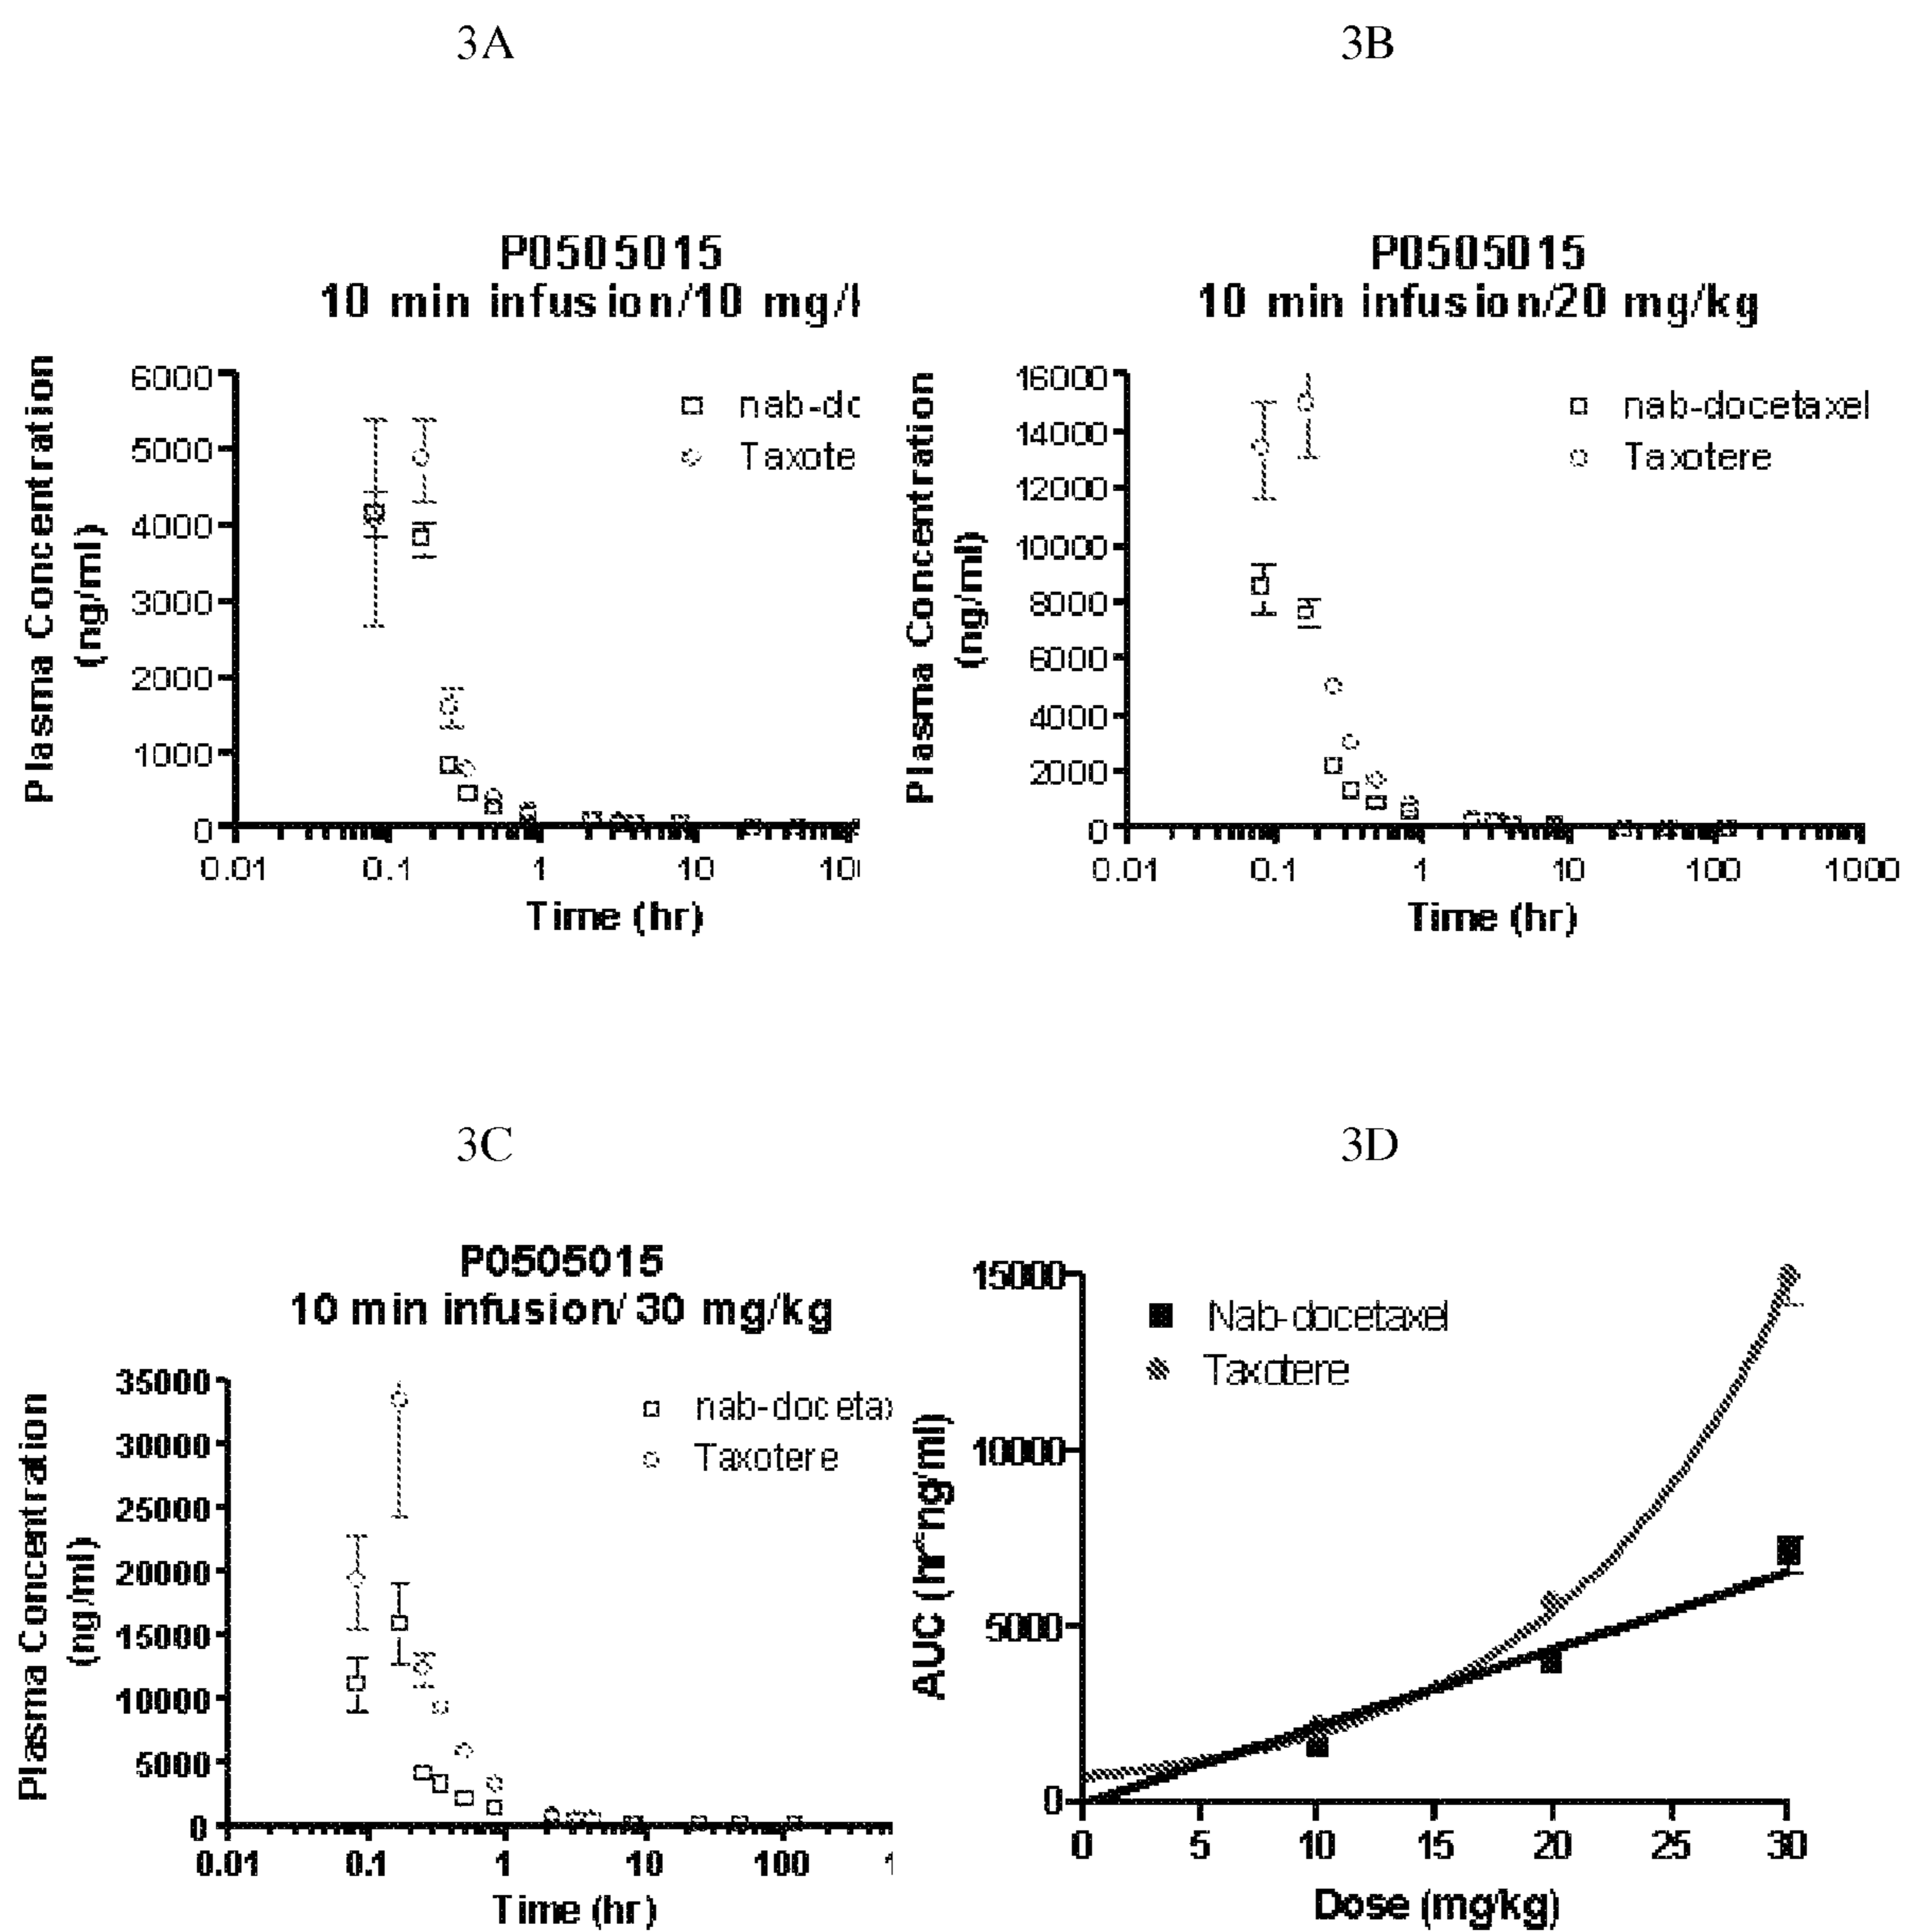 3A
3B
P0505015
10 min infusion/10 mg/
Plasma Concentration
(ng/ml)
6000
5000
4000
3000
2000
1000
0
nab-dc
Taxote
0.01
0.1
1
10
Time (hr)
P0505015
10 min infusion/20 mg/kg
Plasma Concentration
(ng/ml)
16000
14000
12000
10000
8000
6000
4000
2000
0
nab-docetaxel
Taxotere
0.01
0.1
1
10
100
1000
Time (hr)
3C
3D
P0505015
10 min infusion/ 30 mg/kg
Plasma Concentration
(ng/ml)
35000
30000
25000
20000
15000
10000
5000
0
nab-doceta
Taxotere
0.01
0.1
1
10
100
1
Time (hr)
AUC (hr*ng/ml)
15000
10000
5000
0
Nab-docetaxel
Taxotere
0
5
10
15
20
25
30
Dose (mg/kg)